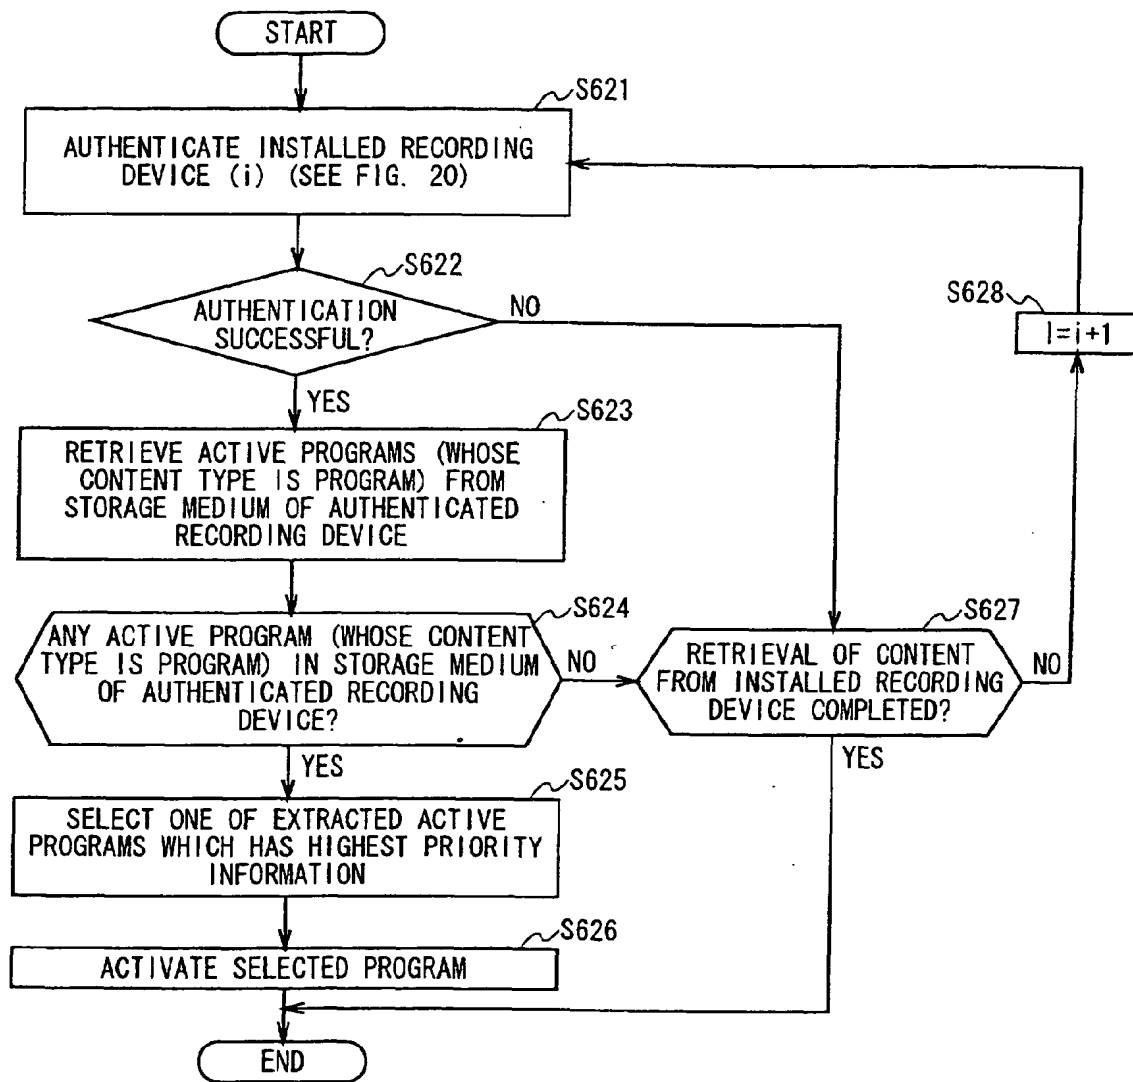 START
S621
AUTHENTICATE INSTALLED RECORDING
DEVICE (i) (SEE FIG. 20)
S622
AUTHENTICATION
SUCCESSFUL?
NO
S628
I=i+1
YES
S623
RETRIEVE ACTIVE PROGRAMS (WHOSE
CONTENT TYPE IS PROGRAM) FROM
STORAGE MEDIUM OF AUTHENTICATED
RECORDING DEVICE
S624
ANY ACTIVE PROGRAM (WHOSE CONTENT
TYPE IS PROGRAM) IN STORAGE MEDIUM
OF AUTHENTICATED RECORDING
DEVICE?
NO
S627
RETRIEVAL OF CONTENT
FROM INSTALLED RECORDING
DEVICE COMPLETED?
NO
YES
YES
S625
SELECT ONE OF EXTRACTED ACTIVE
PROGRAMS WHICH HAS HIGHEST PRIORITY
INFORMATION
S626
ACTIVATE SELECTED PROGRAM
END